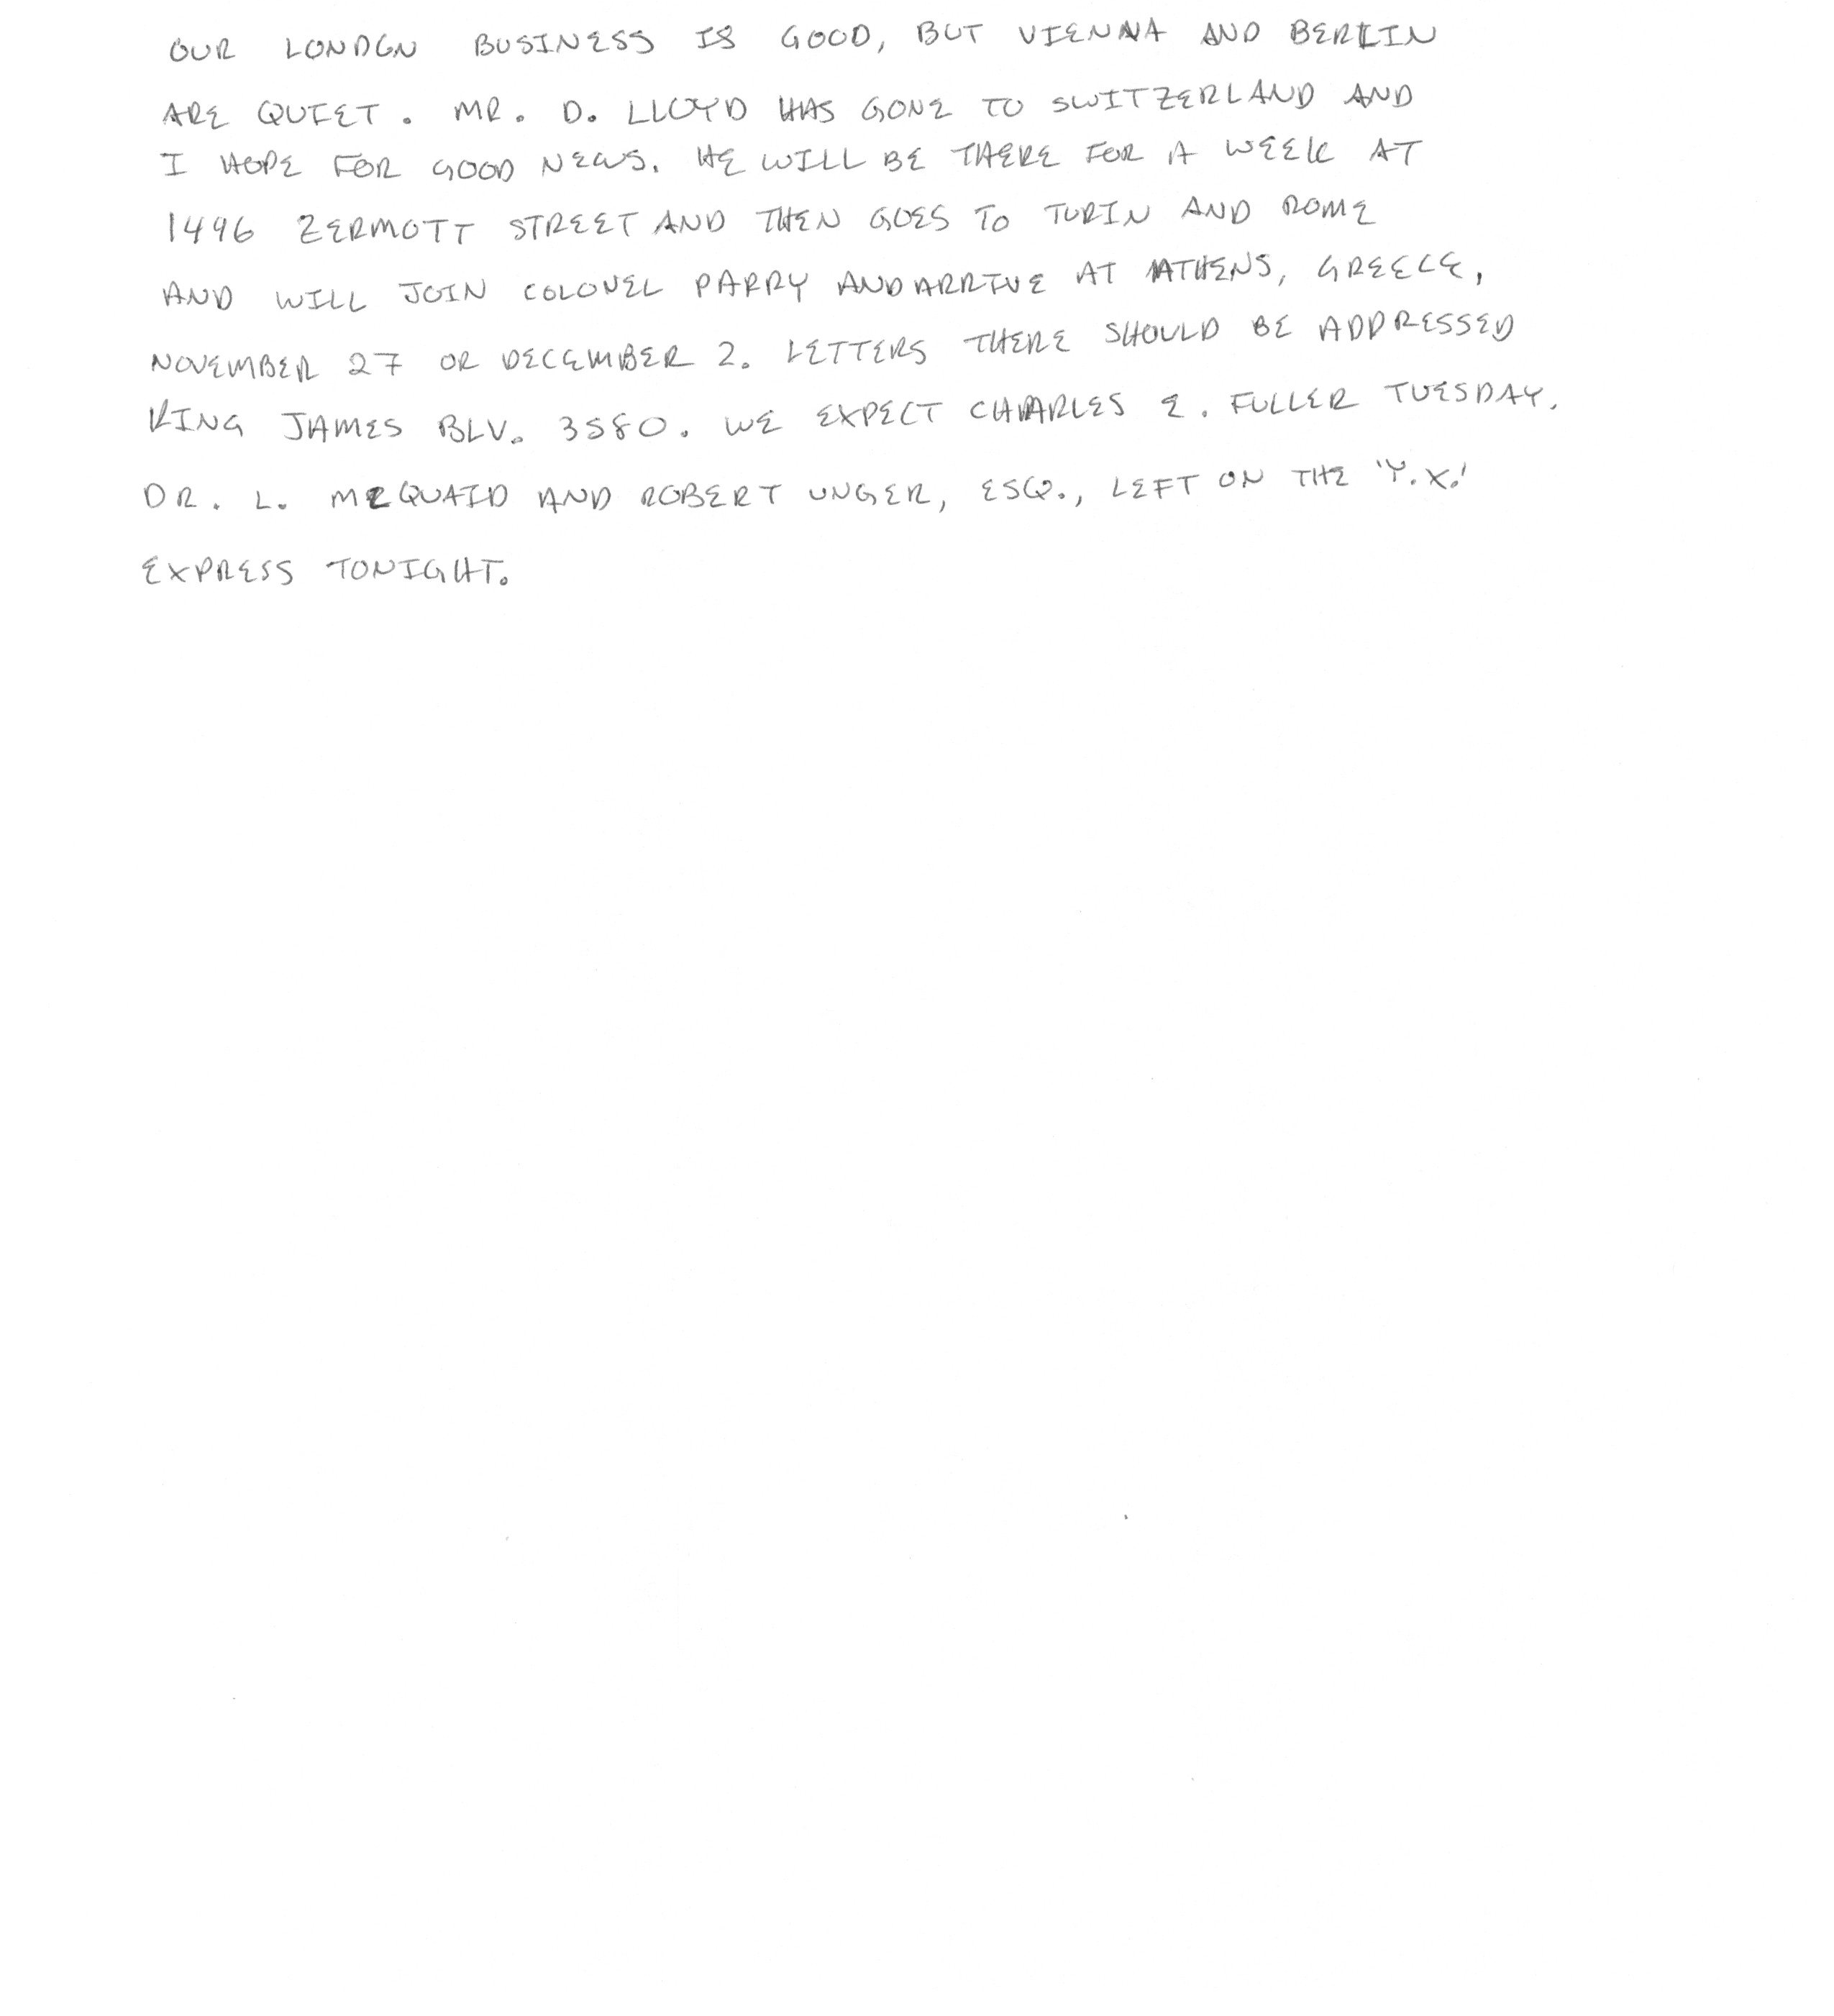 OUR LONDON BUSINESS IS GOOD, BUT VIENNA AND BERLIN
ARE QUIET. MR. D. LLOYD HAS GONE TO SWITZERLAND AND
I HOPE FOR GOOD NEWS. HE WILL BE THERE FOR A WEEK AT
1496 ZERMOTT STREET AND THEN GOES TO TURIN AND ROME
AND WILL JOIN COLONEL PARRY AND ARRIVE AT ATHENS, GREECE,
NOVEMBER 27 OR DECEMBER 2. LETTERS THERE SHOULD BE ADDRESSED
KING JAMES BLV. 3580. WE EXPECT CHARLES E. FULLER TUESDAY.
DR. L. MCQUAID AND ROBERT UNGER, ESQ., LEFT ON THE 'Y.X.'
EXPRESS TONIGHT.